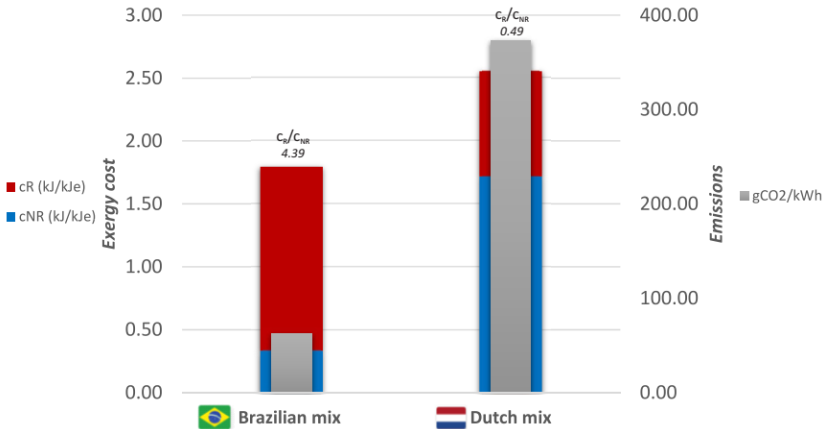 cR (kJ/kJe)
cNR (kJ/kJe)
Exergy cost
3.00
2.50
2.00
1.50
1.00
0.50
0.00
cR/cNR
4.39
cR/cNR
0.49
Brazilian mix
Dutch mix
400.00
300.00
200.00
100.00
0.00
Emissions
gCO2/kWh